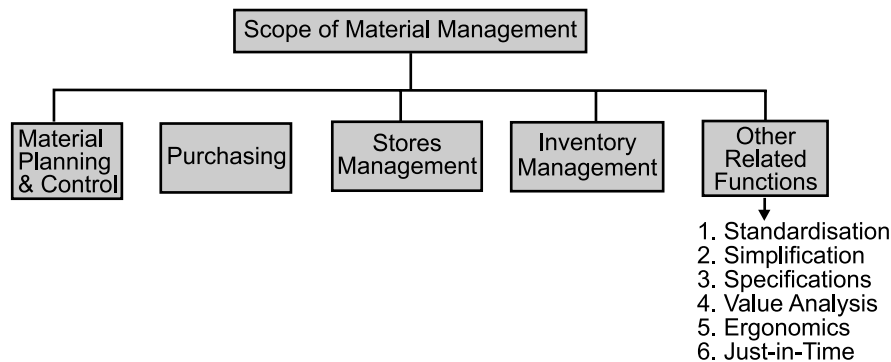 Scope of Material Management
Material
Planning
& Control
Purchasing
Stores
Management
Inventory
Management
Other
Related
Functions
1. Standardisation
2. Simplification
3. Specifications
4. Value Analysis
5. Ergonomics
6. Just-in-Time